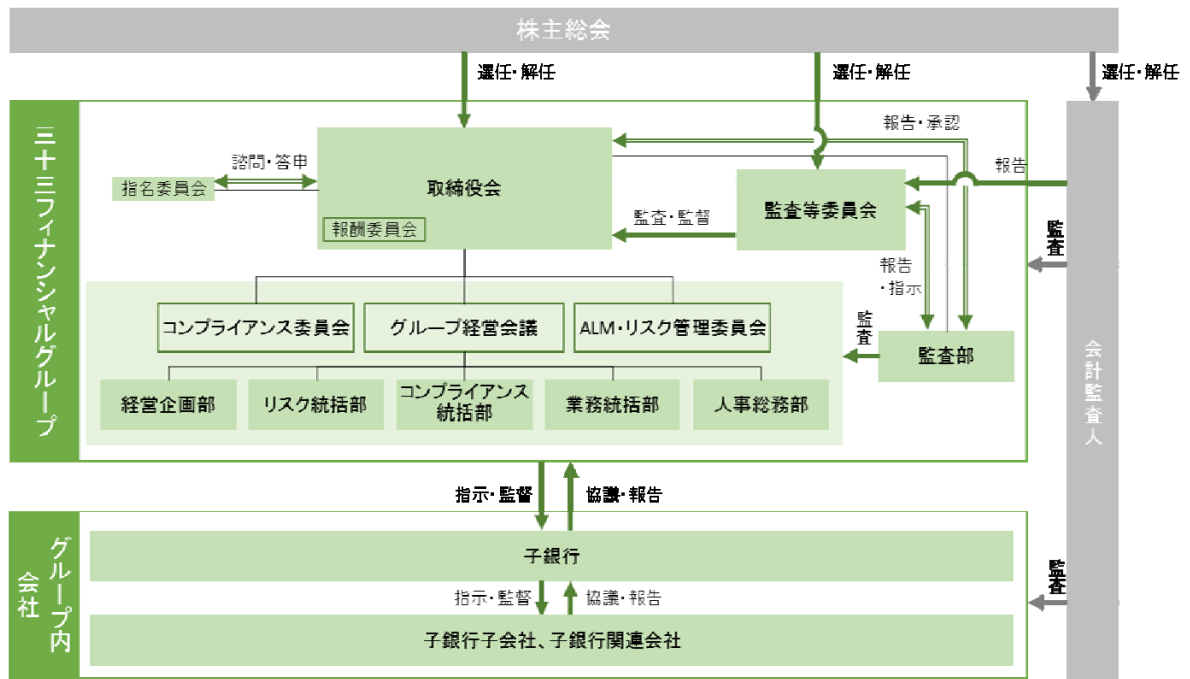 株主総会
選任・解任
選任・解任
選任・解任
三十三フィナンシャルグループ
報告・承認
諮問・答申
指名委員会
取締役会
報酬委員会
監査・監督
監査等委員会
報告
監査
報告
・指示
コンプライアンス委員会
グループ経営会議
ALM・リスク管理委員会
監査
監査部
会計監査人
経営企画部
リスク統括部
コンプライアンス
統括部
業務統括部
人事総務部
指示・監督
協議・報告
グループ内
会社
子銀行
監査
指示・監督
協議・報告
子銀行子会社、子銀行関連会社